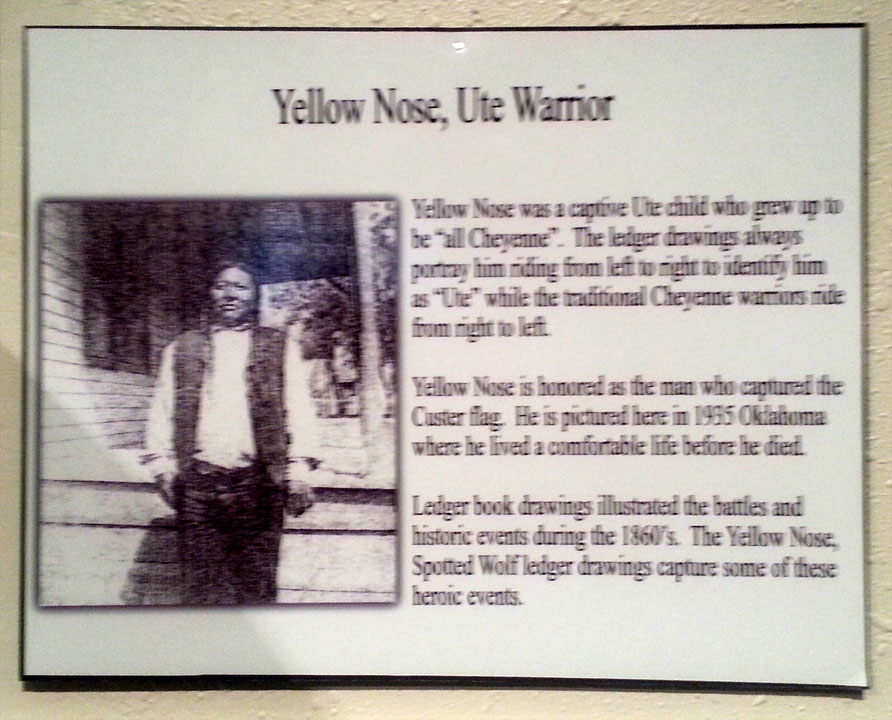 Yellow Nose, Ute Warrior
Yellow Nose was a captive Ute child who grew up to
be “all Cheyenne”. The ledger drawings always
portray him riding from left to right to identify him
as “Ute” while the traditional Cheyenne warriors ride
from right to left.
Yellow Nose is honored as the man who captured the
Custer flag. He is pictured here in 1935 Oklahoma
where he lived a comfortable life before he died.
Ledger book drawings illustrated the battles and
historic events during the 1860's. The Yellow Nose,
Spotted Wolf ledger drawings capture some of these
heroic events.